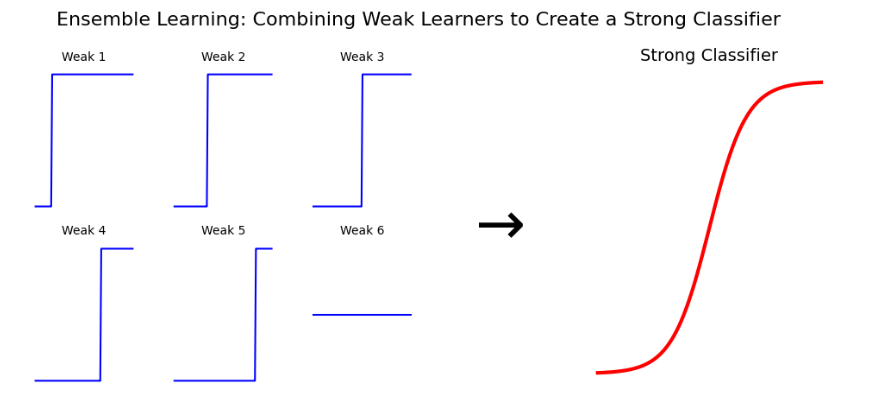 Ensemble Learning: Combining Weak Learners to Create a Strong Classifier
Weak 1
Weak 2
Weak 3
Strong Classifier
Weak 4
Weak 5
Weak 6
→